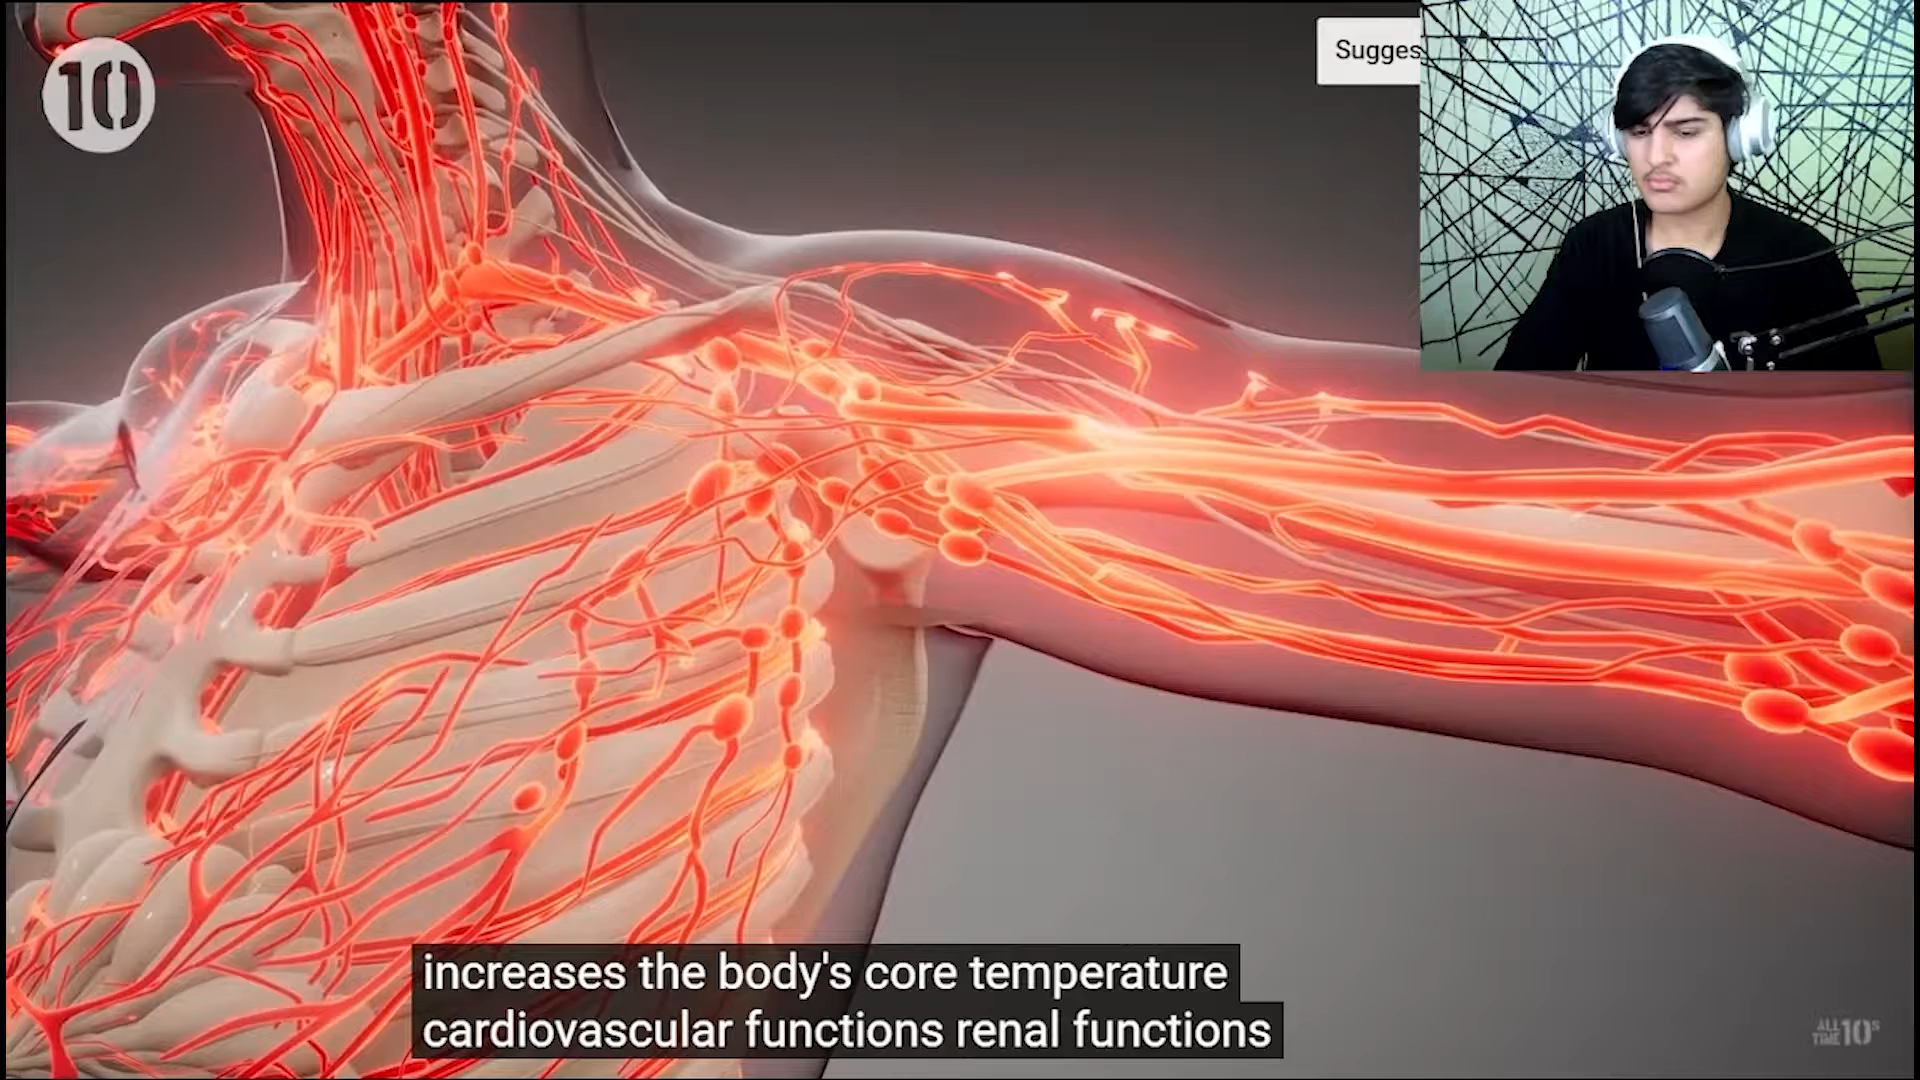 10
Sugges
increases the body's core temperature
cardiovascular functions renal functions
ALL
TIME 10s